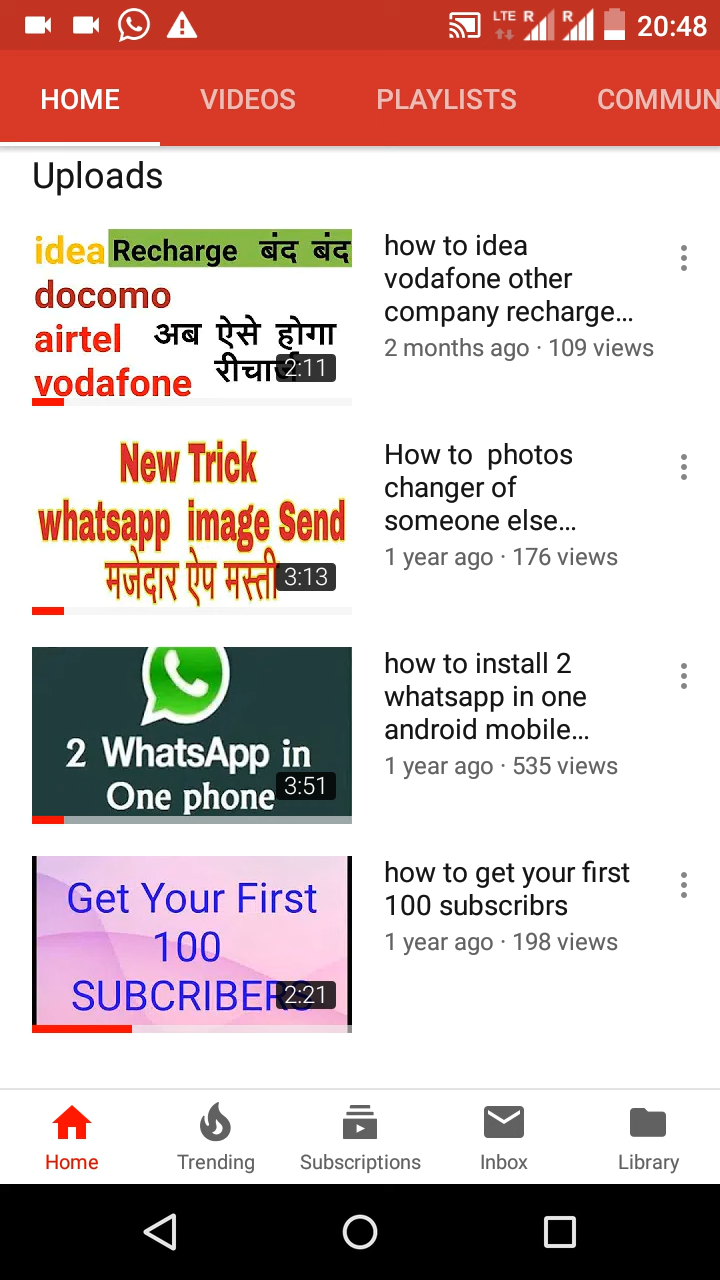 LTE R R 20:48
HOME VIDEOS PLAYLISTS COMMUN
Uploads
idea Recharge बंद बंद
docomo
airtel अब ऐसे होगा
रीचार्ज 2:11
vodafone
how to idea
vodafone other
company recharge...
2 months ago · 109 views
New Trick
whatsapp image Send
मजेदार ऐप मस्ती 3:13
How to photos
changer of
someone else...
1 year ago · 176 views
2 WhatsApp in
One phone 3:51
how to install 2
whatsapp in one
android mobile...
1 year ago · 535 views
Get Your First
100
SUBCRIBERS 2:21
how to get your first
100 subscribrs
1 year ago · 198 views
Home Trending Subscriptions Inbox Library